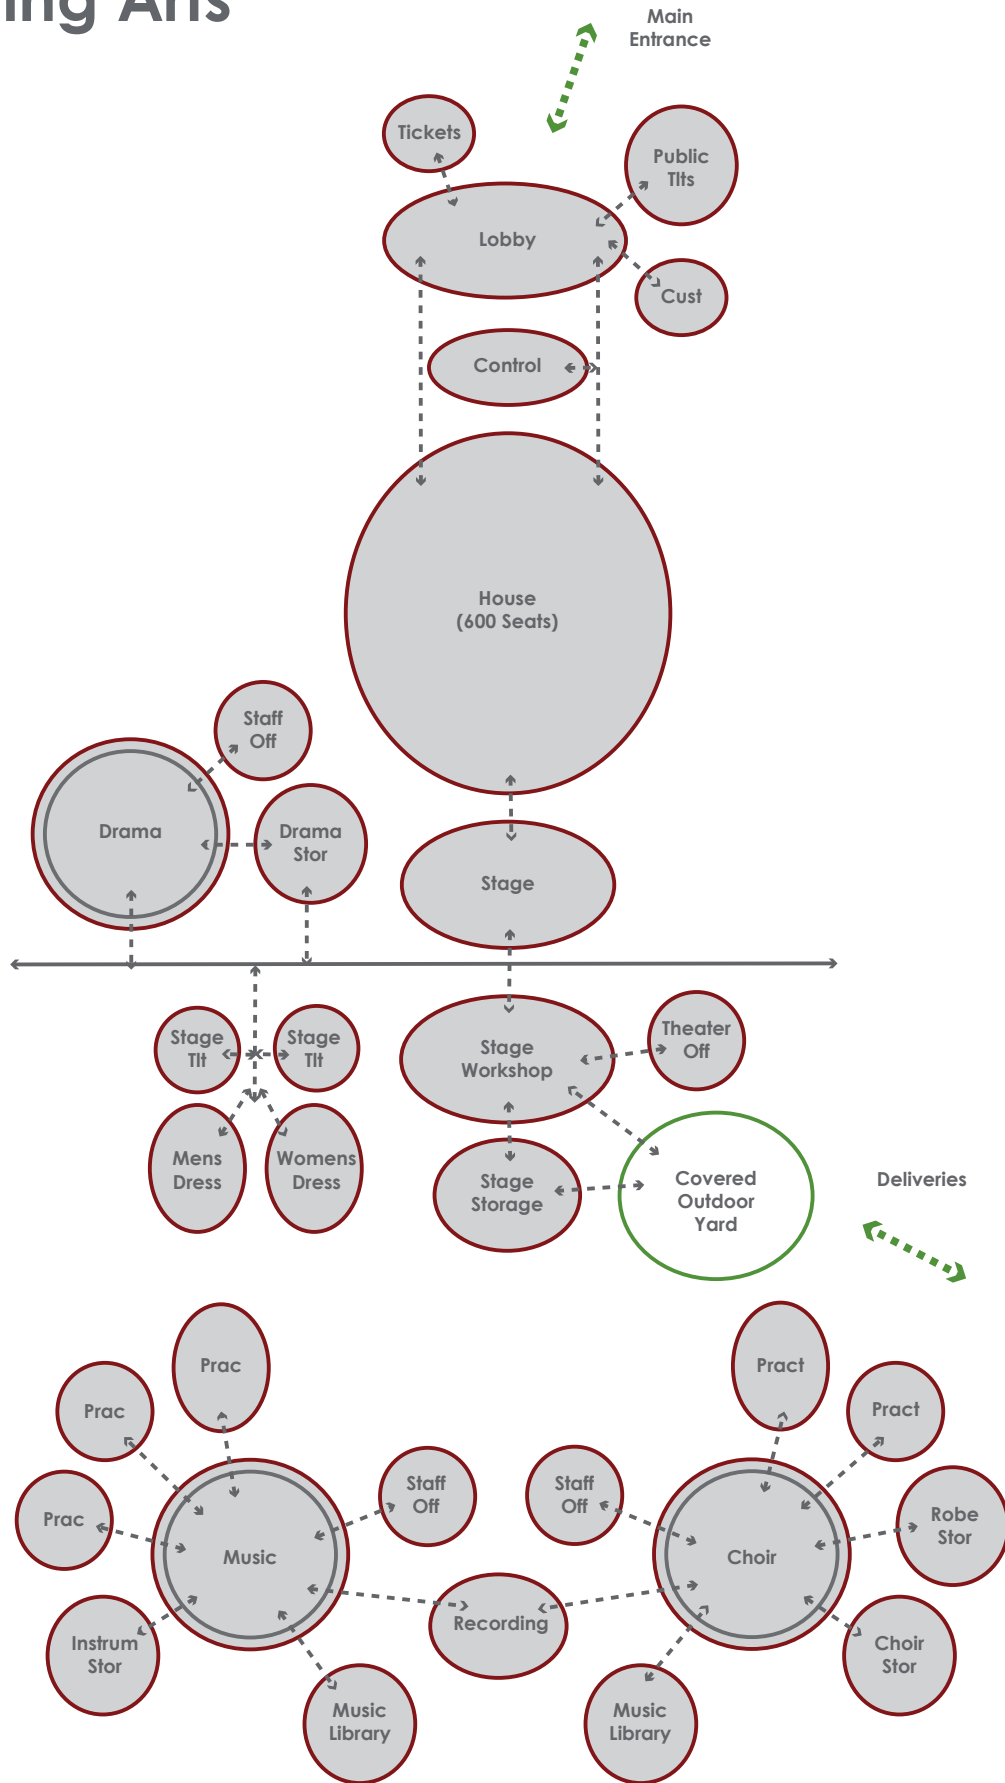 ing Arts
Main
Entrance
Tickets
Public
Tlts
Lobby
Cust
Control
House
(600 Seats)
Staff
Off
Drama
Drama
Stor
Stage
Stage
Tlt
Stage
Tlt
Stage
Workshop
Theater
Off
Mens
Dress
Womens
Dress
Stage
Storage
Covered
Outdoor
Yard
Deliveries
Prac
Pract
Prac
Pract
Staff
Off
Staff
Off
Prac
Robe
Stor
Music
Choir
Recording
Instrum
Stor
Choir
Stor
Music
Library
Music
Library